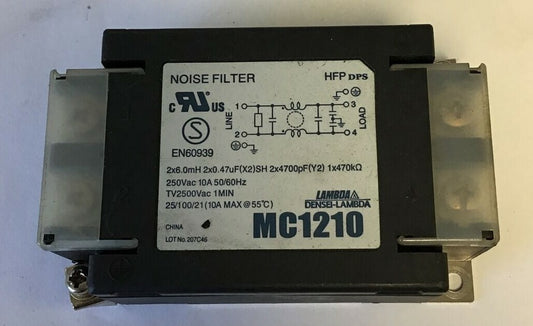 NOISE FILTER HFP DPS
c RU US
LINE
1
2
3
4
LOAD
S
EN60939
2x6.0mH 2x0.47uF(X2)SH 2x4700pF(Y2) 1x470kΩ
250Vac 10A 50/60Hz
TV2500Vac 1MIN
25/100/21(10A MAX @55℃)
LAMBDA
DENSEI-LAMBDA
CHINA
MC1210
LOT No. 207C46